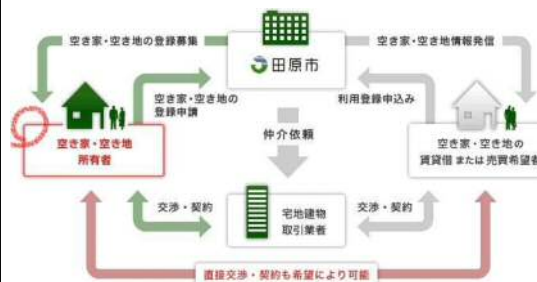 空き家・空き地の登録募集
空き家・空き地情報発信
田原市
空き家・空き地の
登録申請
利用登録申込み
仲介依頼
空き家・空き地
所有者
空き家・空き地の
賃貸借 または 売買希望者
交渉・契約
宅地建物
取引業者
交渉・契約
直接交渉・契約も希望により可能